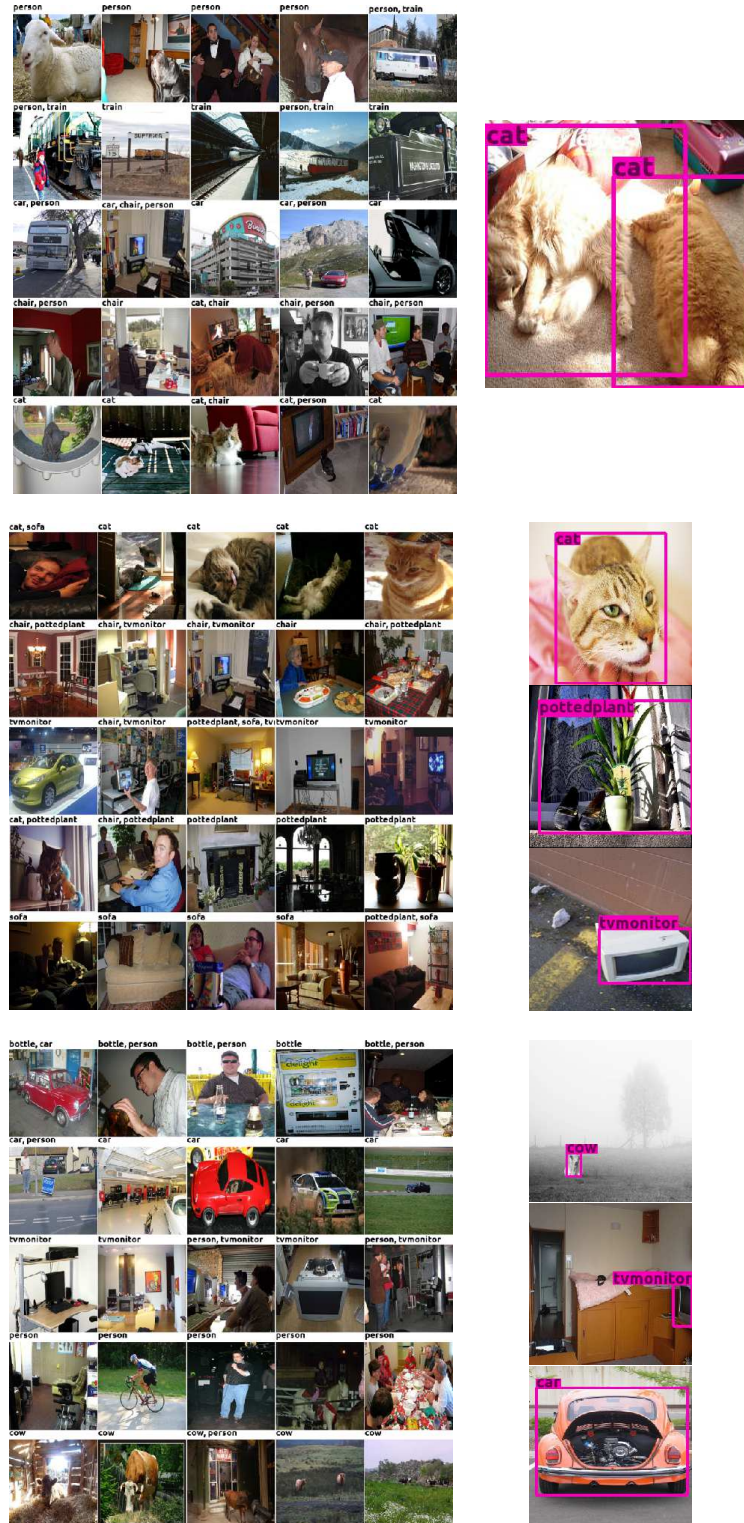 person person person person person, train
person, train train train person, train train
car, person car, chair, person car car, person car
chair, person chair cat, chair chair, person chair, person
cat cat cat, chair cat, person cat
cat
cat
cat, sofa cat cat cat cat
chair, pottedplant chair, tvmonitor chair, tvmonitor chair chair, pottedplant
tvmonitor chair, tvmonitor pottedplant, sofa, tvtvmonitor tvmonitor
cat, pottedplant chair, pottedplant pottedplant pottedplant pottedplant
sofa sofa sofa sofa pottedplant, sofa
cat
pottedplant
tvmonitor
bottle, car bottle, person bottle, person bottle bottle, person
car, person car car car car
tvmonitor tvmonitor person, tvmonitor tvmonitor person, tvmonitor
person person person person person
cow cow cow, person cow cow
cow
tvmonitor
car